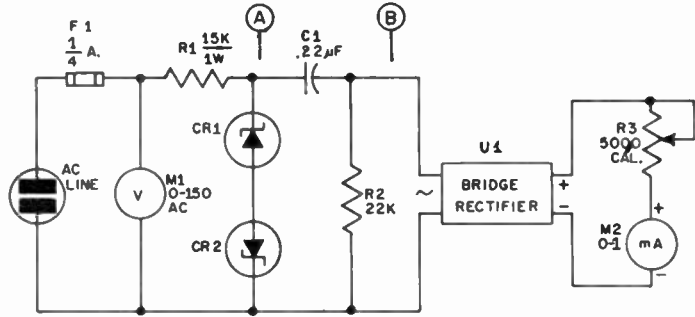 F 1
1/4 A.
R1 15K/1W
A
C1
.22µF
B
CR1
CR2
AC
LINE
V
M1
0-150
AC
R2
22K
~
U1
BRIDGE
RECTIFIER
+
−
R3
5000
CAL.
+
M2
0-1
mA
−